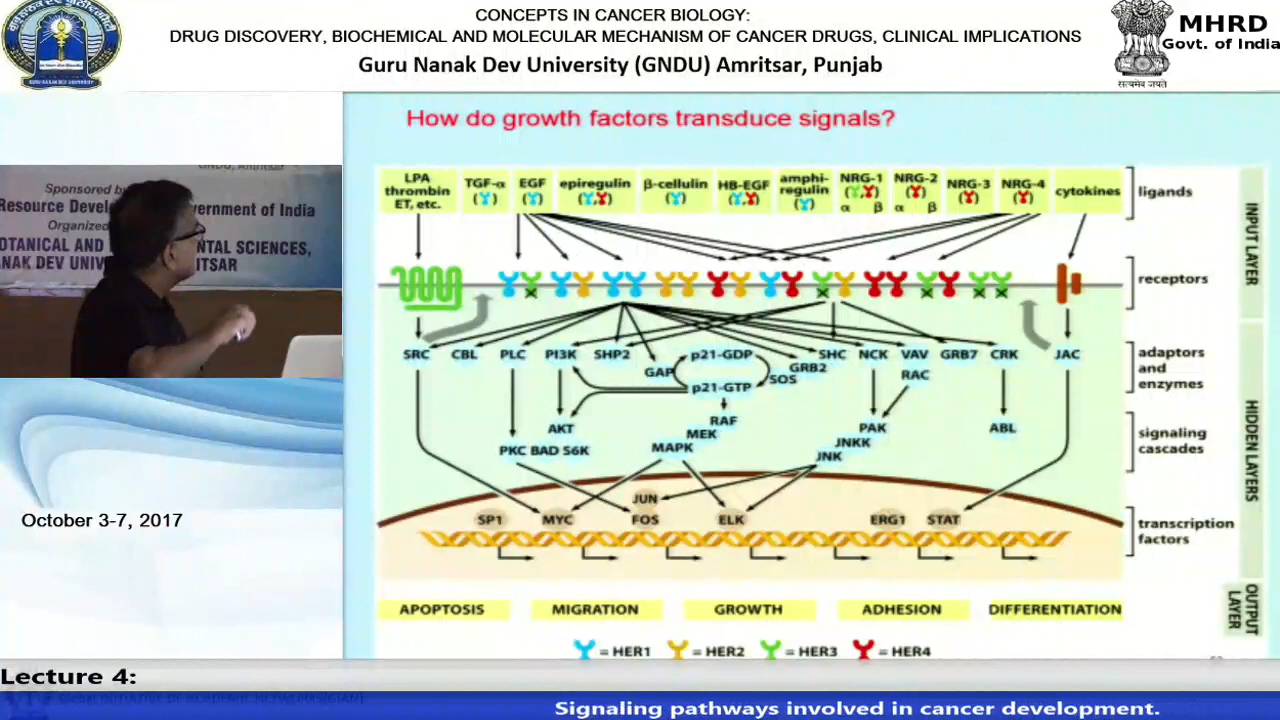 CONCEPTS IN CANCER BIOLOGY:
DRUG DISCOVERY, BIOCHEMICAL AND MOLECULAR MECHANISM OF CANCER DRUGS, CLINICAL IMPLICATIONS
Guru Nanak Dev University (GNDU) Amritsar, Punjab
MHRD
Govt. of India
सत्यमेव जयते
How do growth factors transduce signals?
LPA thrombin ET, etc.
TGF-α
EGF
epiregulin
β-cellulin
HB-EGF
amphi-regulin
NRG-1
α β
NRG-2
α β
NRG-3
NRG-4
cytokines
ligands
INPUT LAYER
receptors
SRC CBL PLC PI3K SHP2 p21-GDP SHC NCK VAV GRB7 CRK JAC
GAP SOS GRB2 RAC
p21-GTP
adaptors and enzymes
AKT RAF PAK ABL
MEK JNKK
PKC BAD S6K MAPK JNK
signaling cascades
HIDDEN LAYERS
JUN
SP1 MYC FOS ELK ERG1 STAT
transcription factors
APOPTOSIS MIGRATION GROWTH ADHESION DIFFERENTIATION
OUTPUT LAYER
= HER1 = HER2 = HER3 = HER4
GNDU, Amritsar
Sponsored by
Resource Devel
vernment of India
Organized
OTANICAL AND
NTAL SCIENCES,
NAK DEV UNIV
ITSAR
October 3-7, 2017
Lecture 4:
Signaling pathways involved in cancer development.